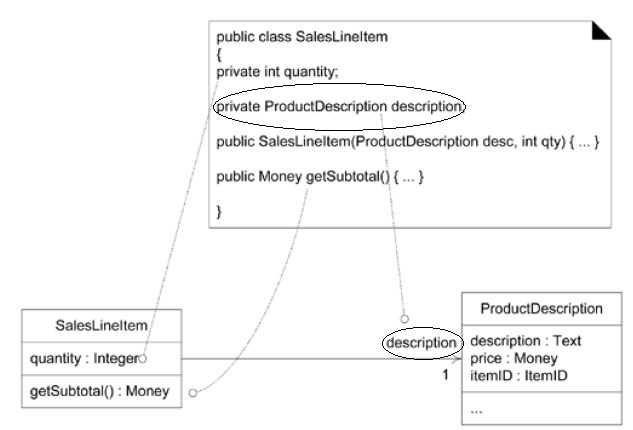 public class SalesLineItem
{
private int quantity;
private ProductDescription description
public SalesLineItem(ProductDescription desc, int qty) { ... }
public Money getSubtotal() { ... }
}
SalesLineItem
quantity : Integer
getSubtotal() : Money
description
1
ProductDescription
description : Text
price : Money
itemID : ItemID
...